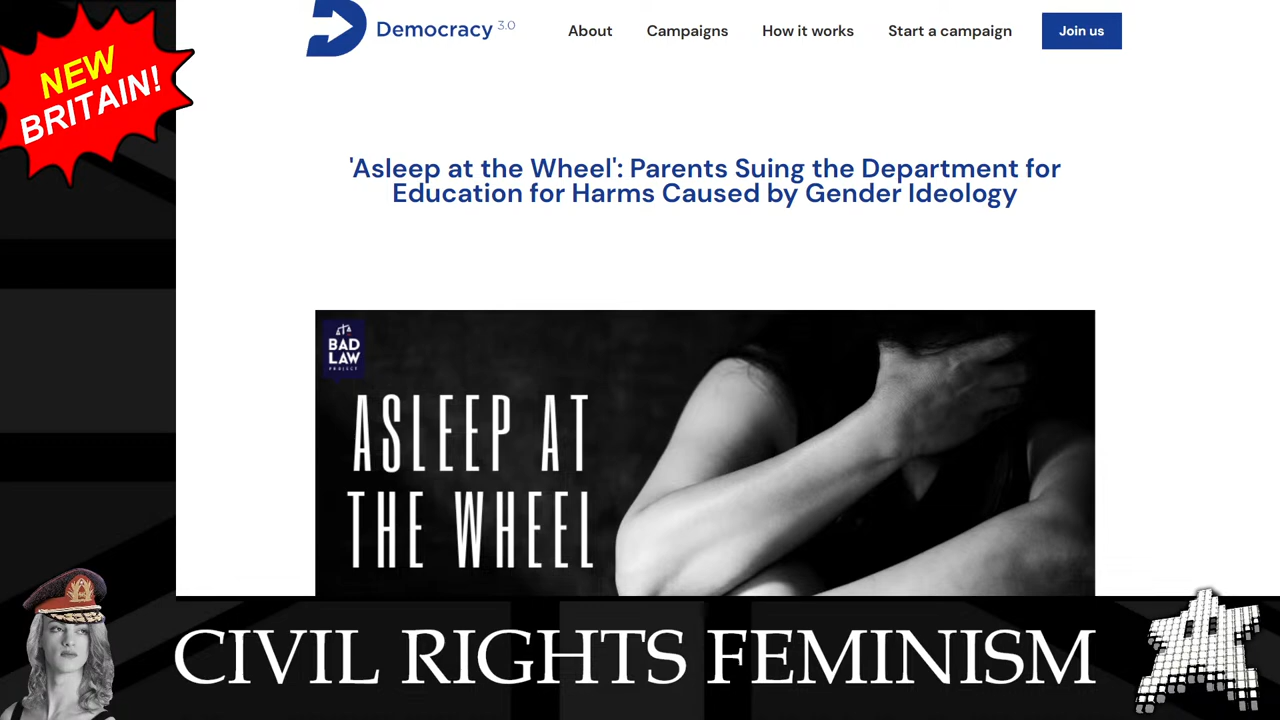 NEW
BRITAIN!
Democracy 3.0
About
Campaigns
How it works
Start a campaign
Join us
'Asleep at the Wheel': Parents Suing the Department for
Education for Harms Caused by Gender Ideology
BAD
LAW
PROJECT
ASLEEP AT
THE WHEEL
CIVIL RIGHTS FEMINISM